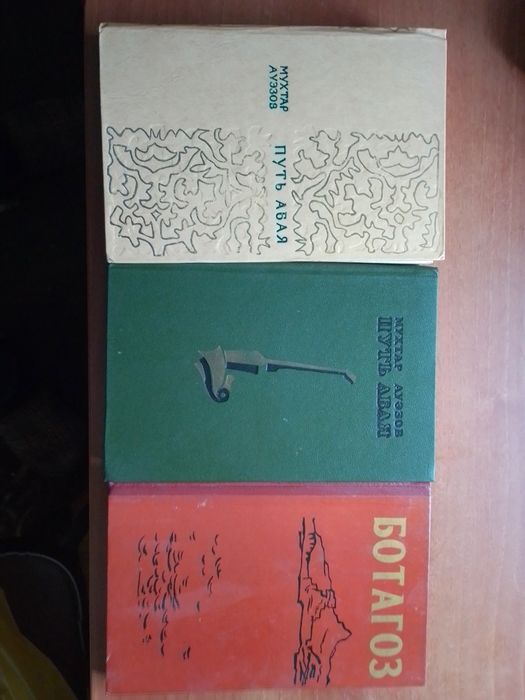 МУХТАР
АУЭЗОВ
ПУТЬ АБАЯ
МУХТАР АУЭЗОВ
ПУТЬ АБАЯ
БОТАГОЗ